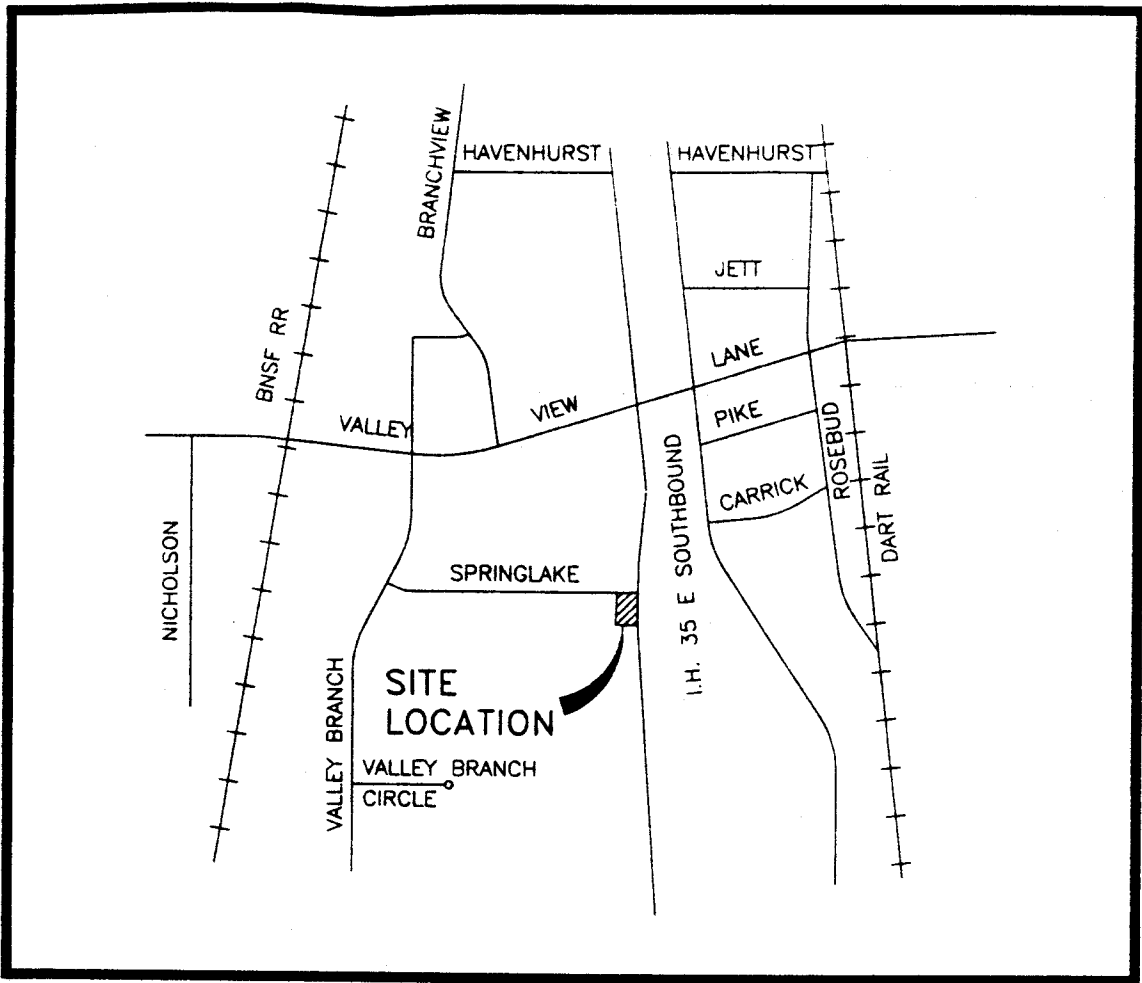 BRANCHVIEW
HAVENHURST
HAVENHURST
JETT
BNSF RR
VALLEY VIEW LANE
PIKE
ROSEBUD
CARRICK
DART RAIL
I.H. 35 E SOUTHBOUND
NICHOLSON
SPRINGLAKE
SITE
LOCATION
VALLEY BRANCH
VALLEY BRANCH
CIRCLE